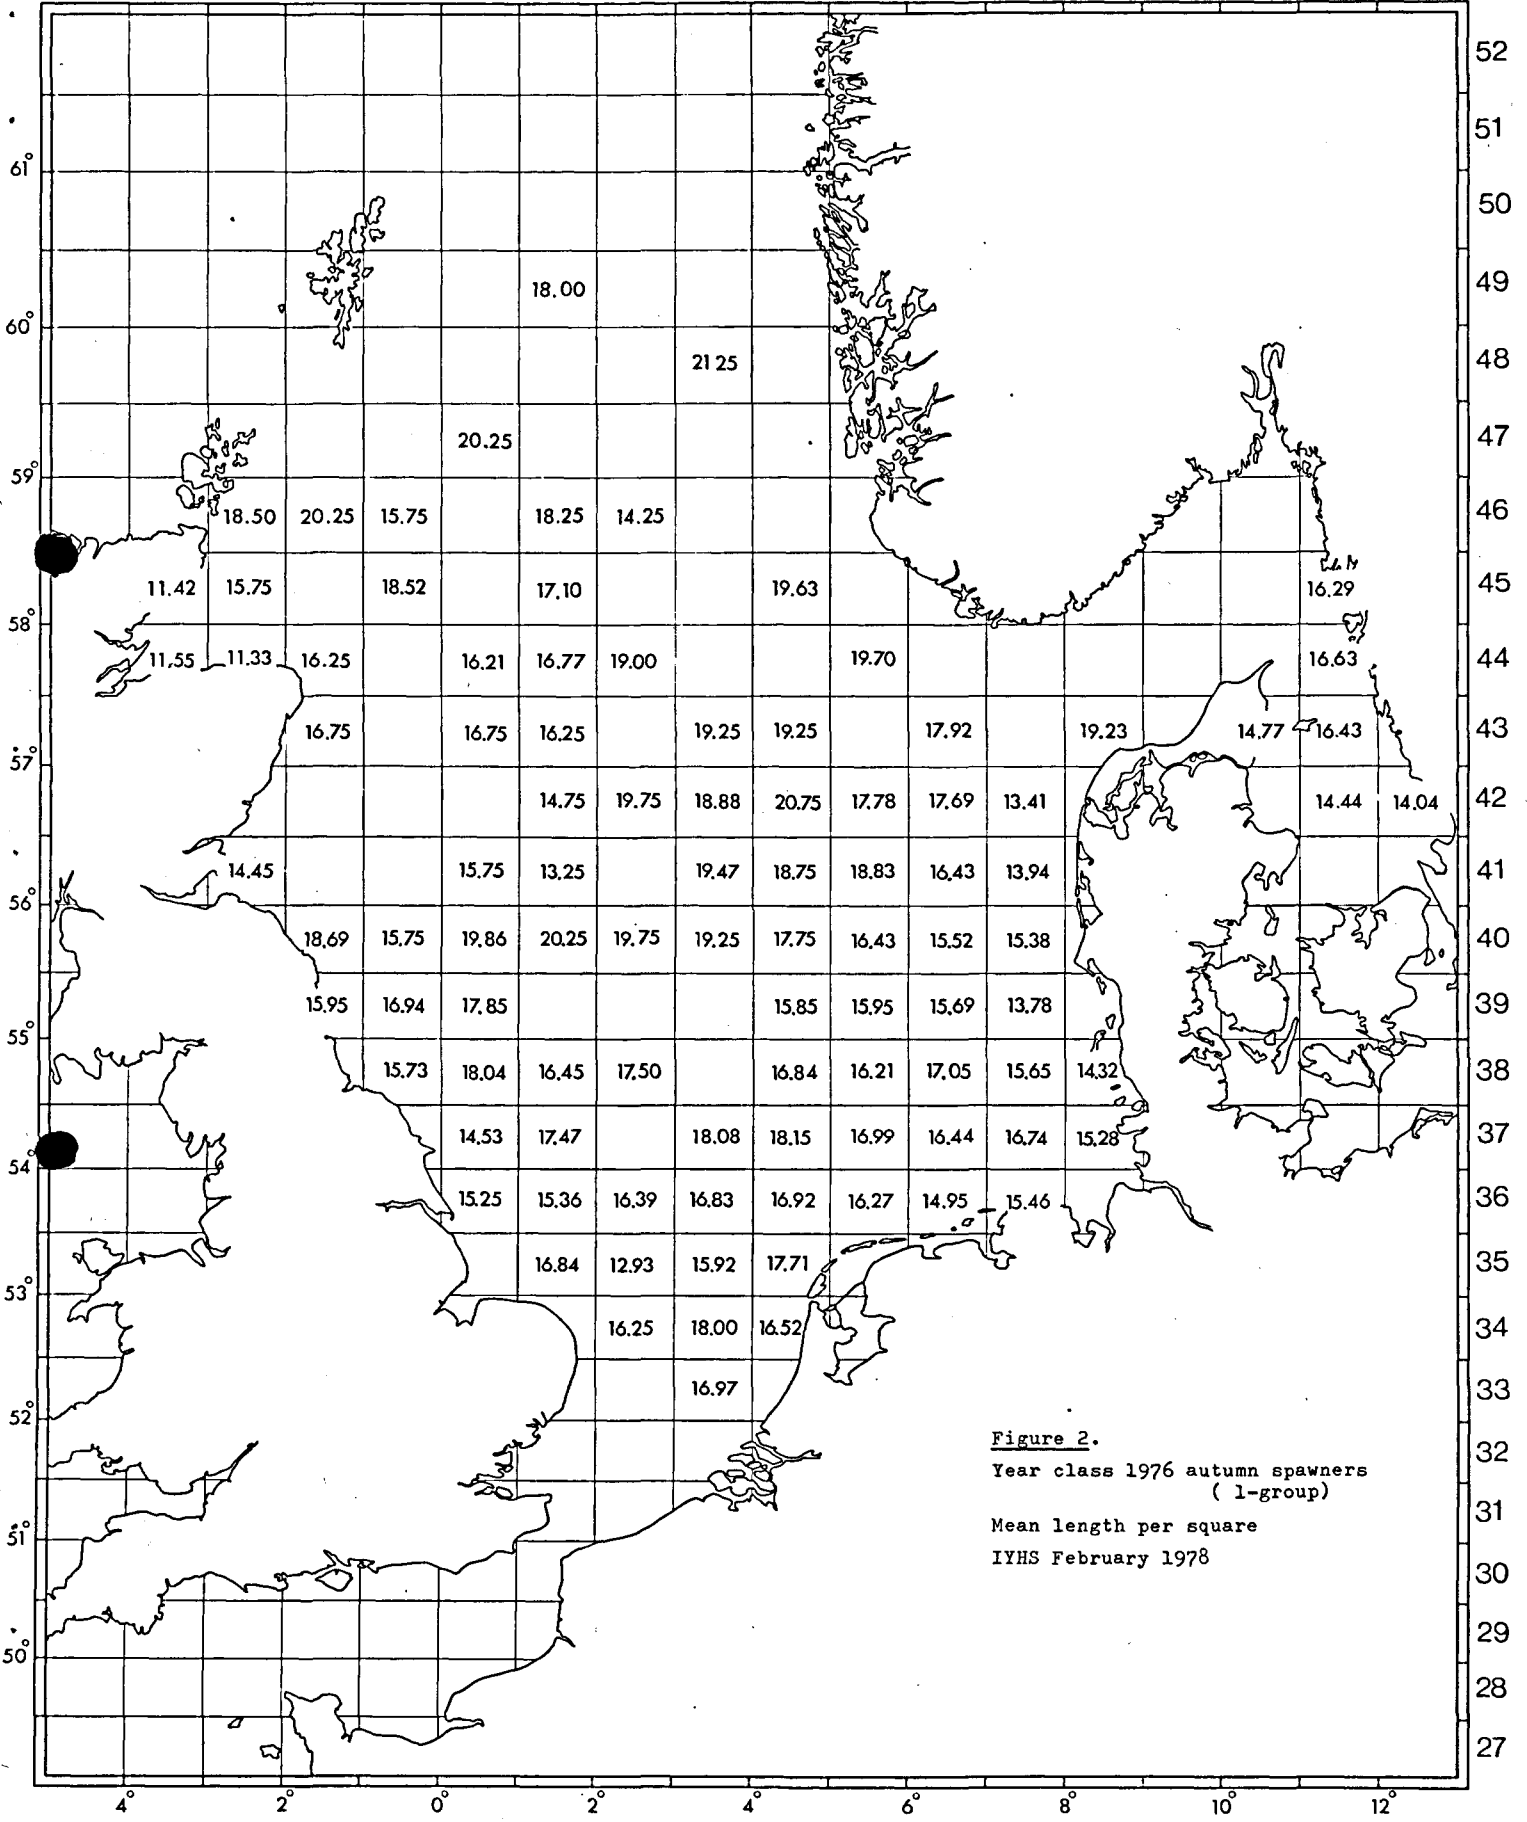 52
51
61°
50
18.00
49
60°
21 25
48
20.25
47
59°
18.50 20.25 15.75 18.25 14.25
46
11.42 15.75 18.52 17.10 19.63 16.29
45
58°
11.55 11.33 16.25 16.21 16.77 19.00 19.70 16.63
44
16.75 16.75 16.25 19.25 19.25 17.92 19.23 14.77 16.43
43
57°
14.75 19.75 18.88 20.75 17.78 17.69 13.41 14.44 14.04
42
14.45 15.75 13.25 19.47 18.75 18.83 16.43 13.94
41
56°
18.69 15.75 19.86 20.25 19.75 19.25 17.75 16.43 15.52 15.38
40
15.95 16.94 17.85 15.85 15.95 15.69 13.78
39
55°
15.73 18.04 16.45 17.50 16.84 16.21 17.05 15.65 14.32
38
14.53 17.47 18.08 18.15 16.99 16.44 16.74 15.28
37
54°
15.25 15.36 16.39 16.83 16.92 16.27 14.95 15.46
36
16.84 12.93 15.92 17.71
35
53°
16.25 18.00 16.52
34
16.97
33
52°
Figure 2.
32
Year class 1976 autumn spawners
( 1-group)
31
51°
Mean length per square
IYHS February 1978
30
29
50°
28
27
4° 2° 0° 2° 4° 6° 8° 10° 12°